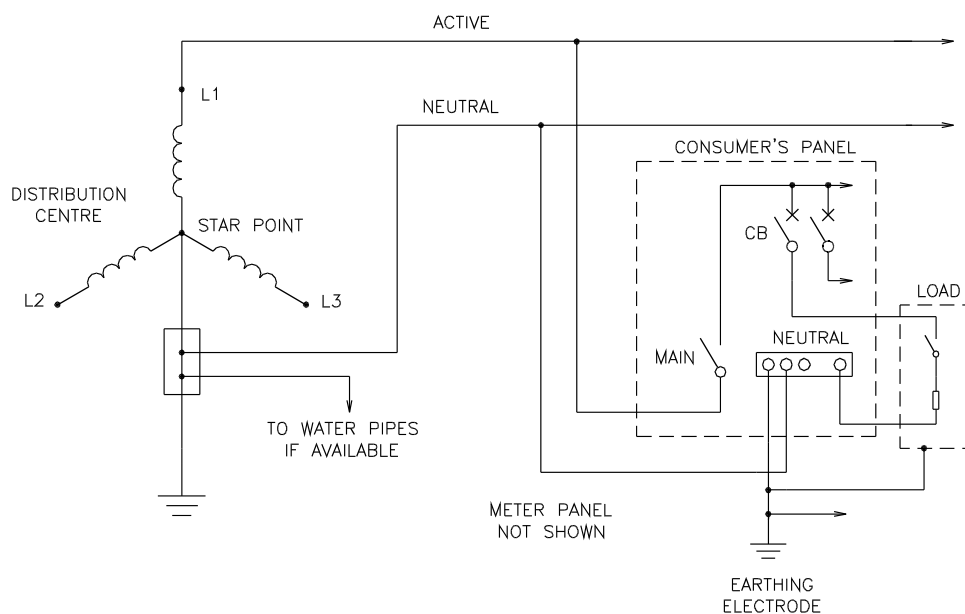 ACTIVE
L1
NEUTRAL
CONSUMER'S PANEL
DISTRIBUTION
CENTRE
STAR POINT
CB
L2
L3
LOAD
NEUTRAL
MAIN
TO WATER PIPES
IF AVAILABLE
METER PANEL
NOT SHOWN
EARTHING
ELECTRODE